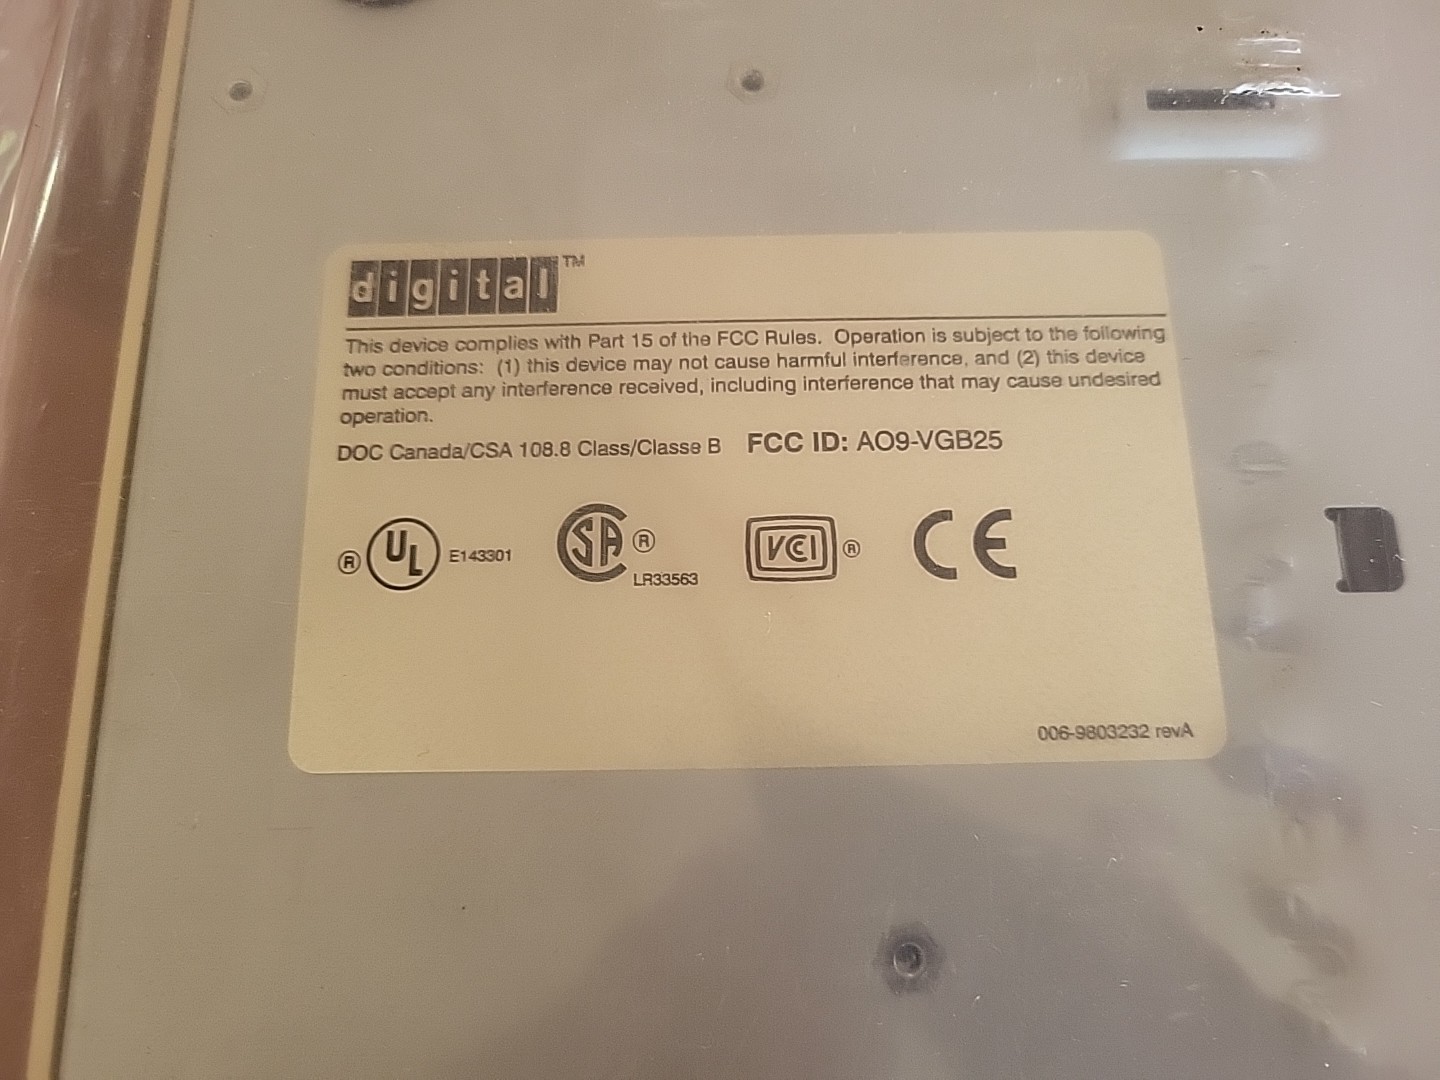 digital™
This device complies with Part 15 of the FCC Rules. Operation is subject to the following
two conditions: (1) this device may not cause harmful interference, and (2) this device
must accept any interference received, including interference that may cause undesired
operation.
DOC Canada/CSA 108.8 Class/Classe B FCC ID: AO9-VGB25
® UL E143301 SA ® LR33563 VCI ® CE
006-9803232 revA